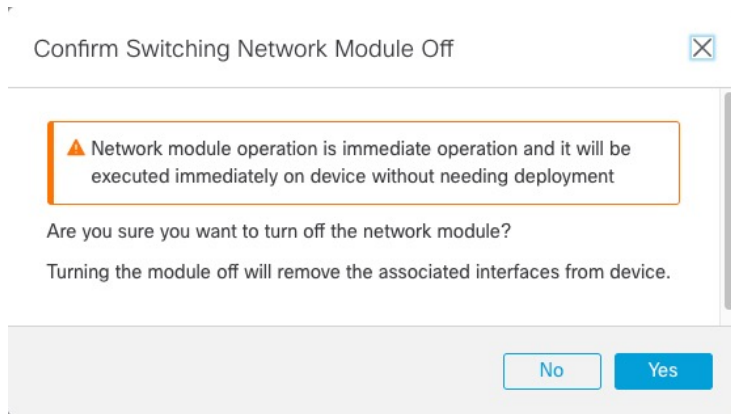 Confirm Switching Network Module Off
Network module operation is immediate operation and it will be
executed immediately on device without needing deployment
Are you sure you want to turn off the network module?
Turning the module off will remove the associated interfaces from device.
No
Yes